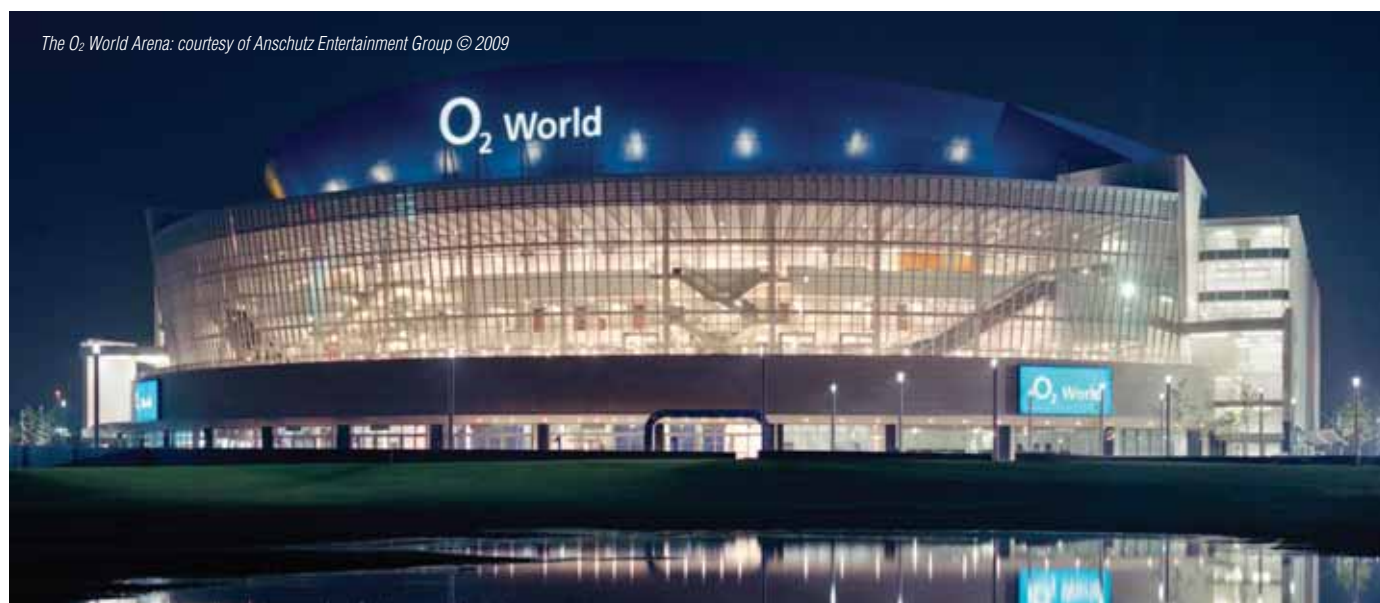 The O₂ World Arena: courtesy of Anschutz Entertainment Group © 2009
O₂ World
O₂ World